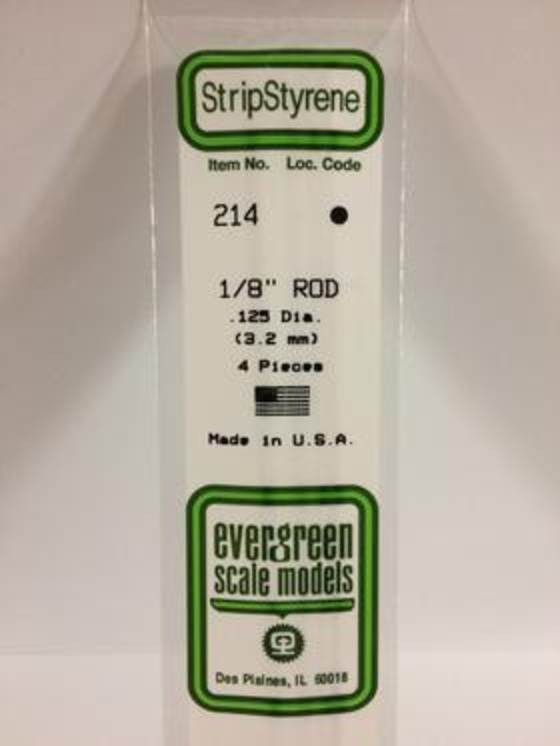 StripStyrene
Item No. Loc. Code
214 ●
1/8" ROD
.125 Dia.
(3.2 mm)
4 Pieces
Made in U.S.A.
evergreen
scale models
Des Plaines, IL 60018